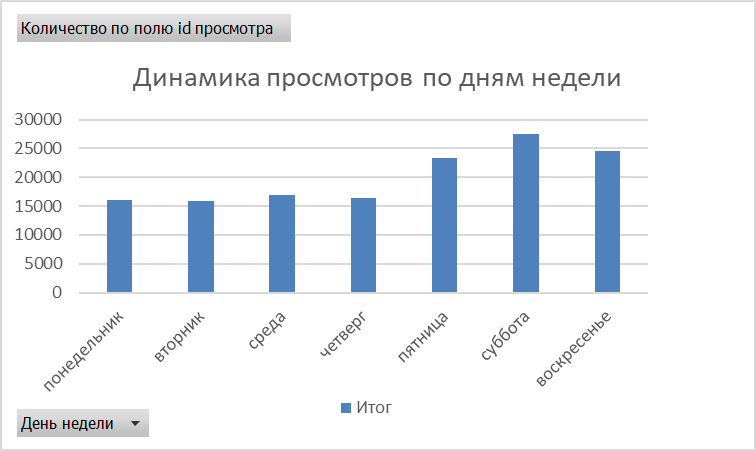 Количество по полю id просмотра
Динамика просмотров по дням недели
30000
25000
20000
15000
10000
5000
0
понедельник
вторник
среда
четверг
пятница
суббота
воскресенье
Итог
День недели